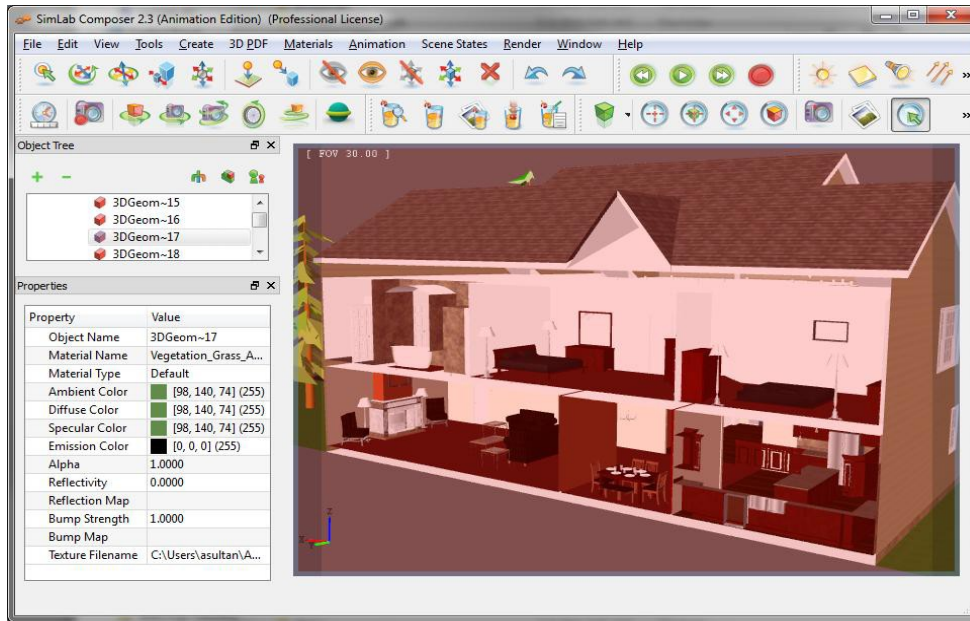 SimLab Composer 2.3 (Animation Edition) (Professional License)
File Edit View Tools Create 3D PDF Materials Animation Scene States Render Window Help
Object Tree
3DGeom~15
3DGeom~16
3DGeom~17
3DGeom~18
Properties
Property Value
Object Name 3DGeom~17
Material Name Vegetation_Grass_A...
Material Type Default
Ambient Color [98, 140, 74] (255)
Diffuse Color [98, 140, 74] (255)
Specular Color [98, 140, 74] (255)
Emission Color [0, 0, 0] (255)
Alpha 1.0000
Reflectivity 0.0000
Reflection Map
Bump Strength 1.0000
Bump Map
Texture Filename C:\Users\asultan\A...
[ FOV 30.00 ]
Z
X